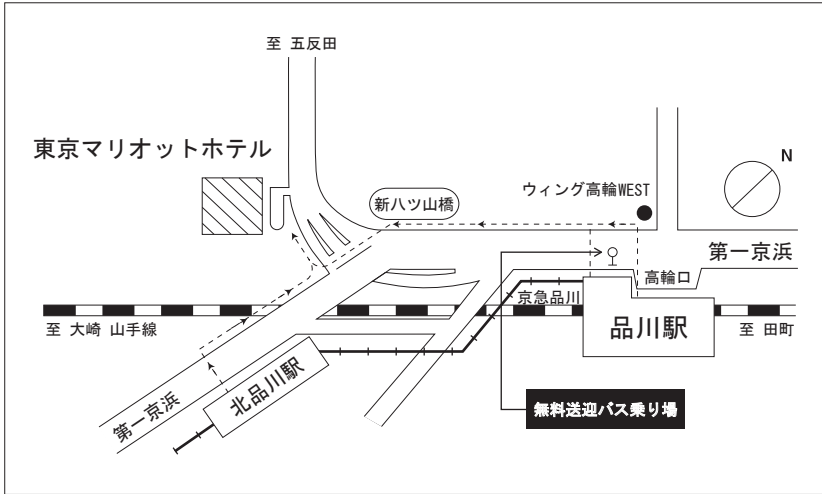 至 五反田
東京マリオットホテル
N
ウィング高輪WEST
新八ツ山橋
第一京浜
高輪口
京急品川
至 大崎 山手線
品川駅
至 田町
北品川駅
無料送迎バス乗り場
第一京浜